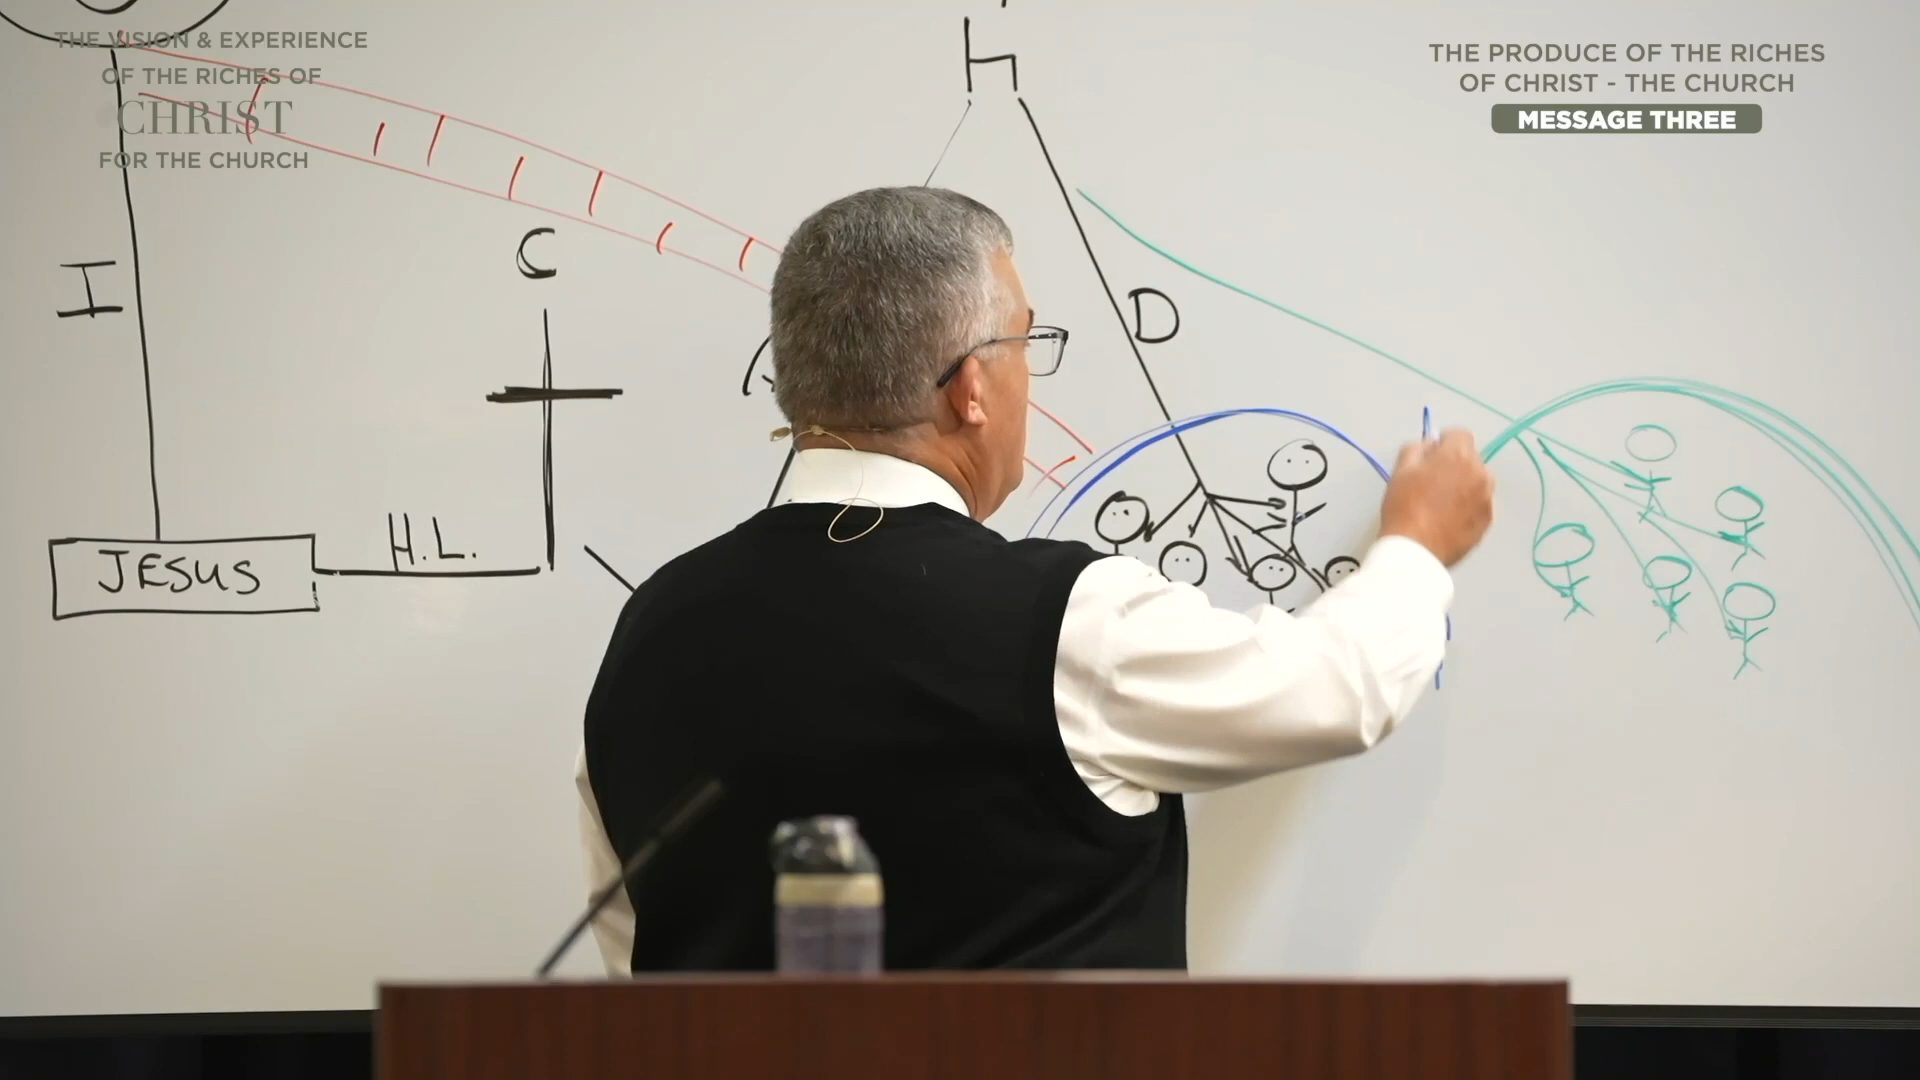 THE VISION & EXPERIENCE
OF THE RICHES OF
CHRIST
FOR THE CHURCH
THE PRODUCE OF THE RICHES
OF CHRIST - THE CHURCH
MESSAGE THREE
I
C
D
H.L.
JESUS